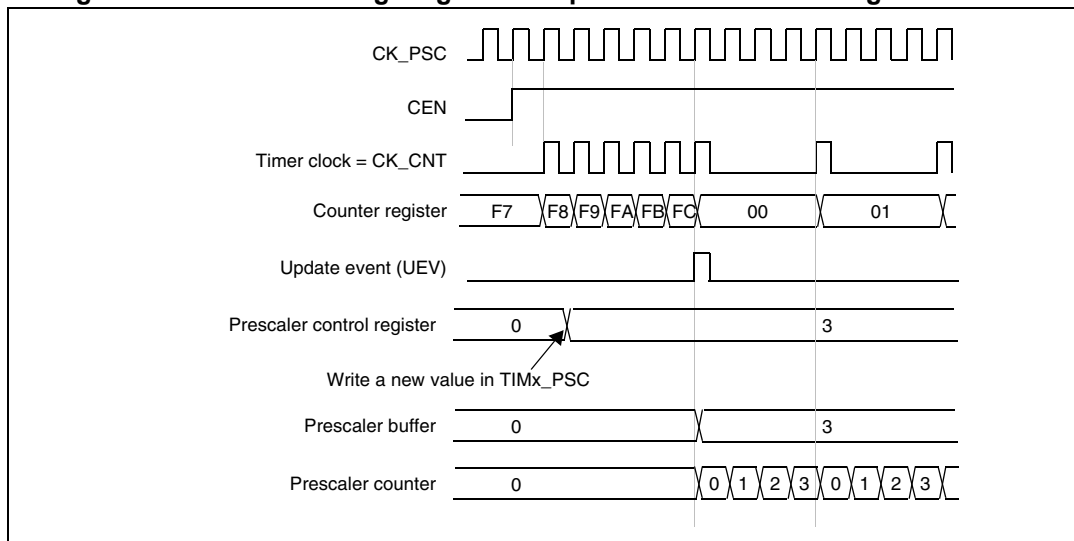 CK_PSC
CEN
Timer clock = CK_CNT
Counter register F7 F8 F9 FA FB FC 00 01
Update event (UEV)
Prescaler control register 0 3
Write a new value in TIMx_PSC
Prescaler buffer 0 3
Prescaler counter 0 0 1 2 3 0 1 2 3